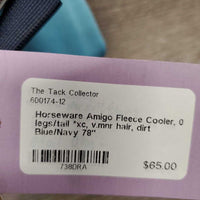 The Tack Collector
600174-12
Horseware Amigo Fleece Cooler, 0
legs/tail *xc, v.mnr hair, dirt
Blue/Navy 78"
738DRA
$65.00